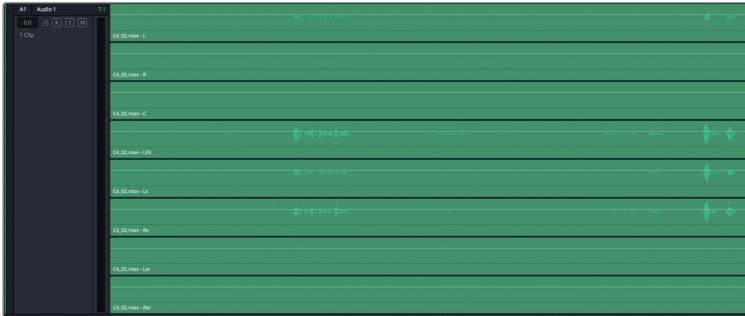 A1 Audio 1 7.1
0.0 R S M
1 Clip
C4_02.mov - L
C4_02.mov - R
C4_02.mov - C
C4_02.mov - LFE
C4_02.mov - Ls
C4_02.mov - Rs
C4_02.mov - Lsr
C4_02.mov - Rsr